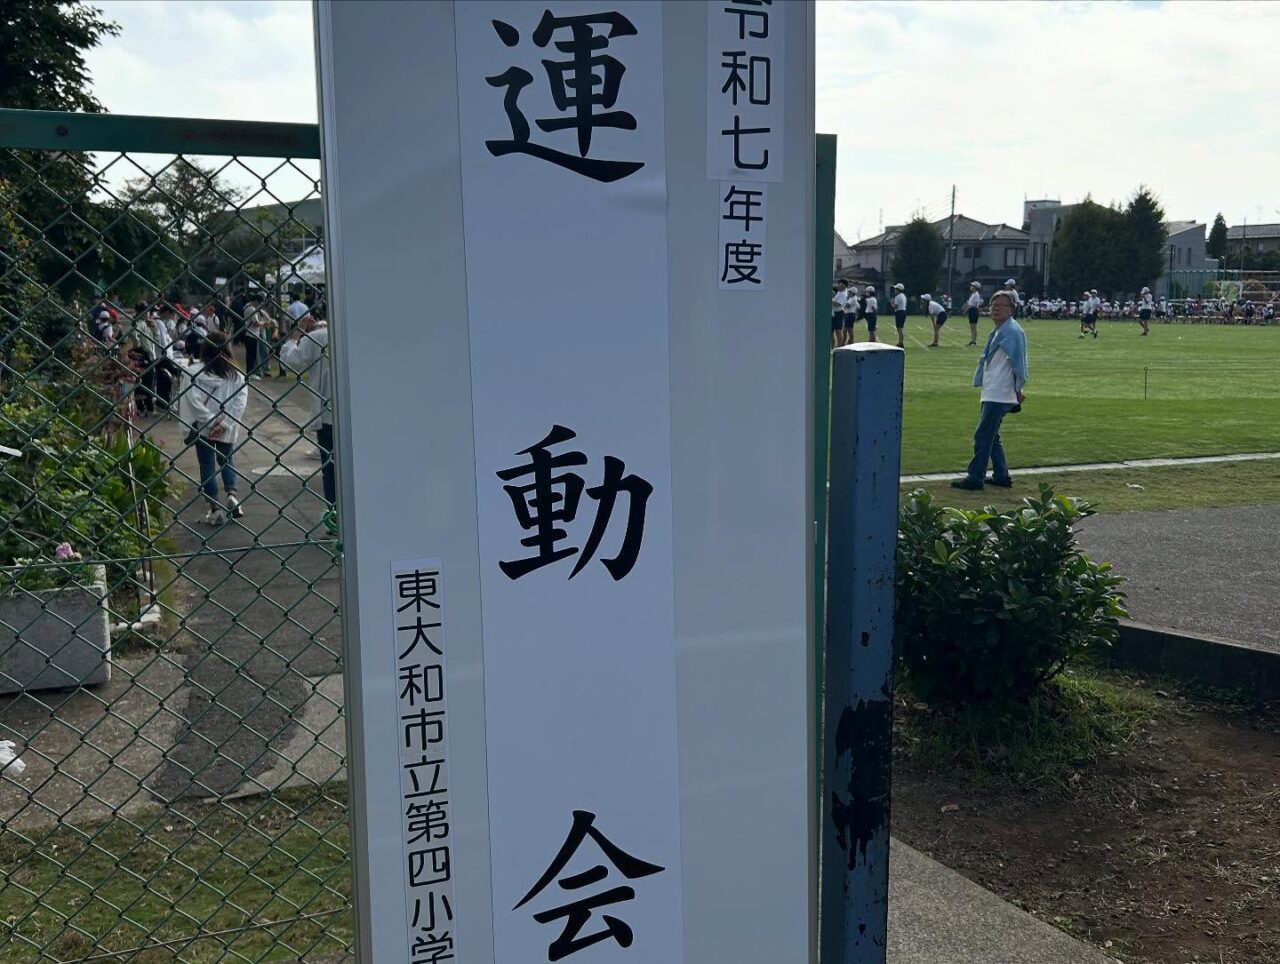 令和七年度
運動会
東大和市立第四小学